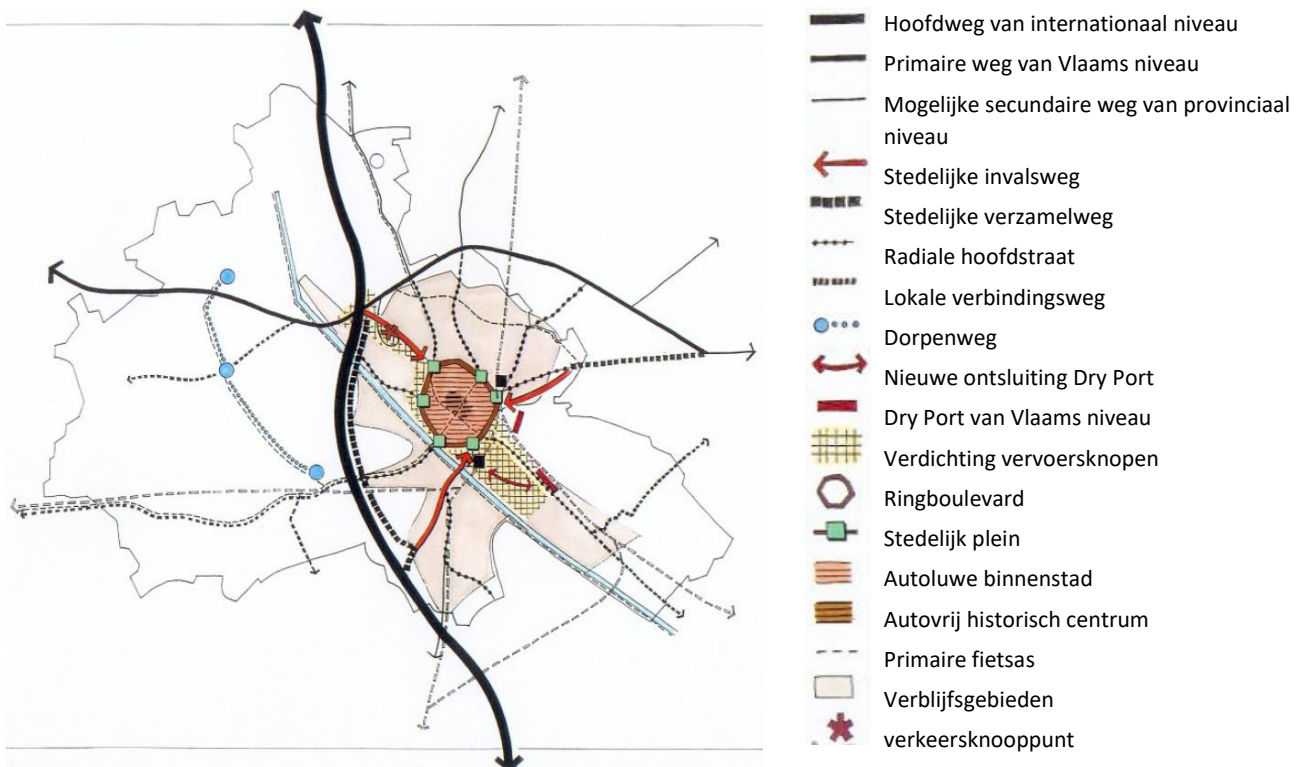 Hoofdweg van internationaal niveau
Primaire weg van Vlaams niveau
Mogelijke secundaire weg van provinciaal
niveau
Stedelijke invalsweg
Stedelijke verzamelweg
Radiale hoofdstraat
Lokale verbindingsweg
Dorpenweg
Nieuwe ontsluiting Dry Port
Dry Port van Vlaams niveau
Verdichting vervoersknopen
Ringboulevard
Stedelijk plein
Autoluwe binnenstad
Autovrij historisch centrum
Primaire fietsas
Verblijfsgebieden
verkeersknooppunt